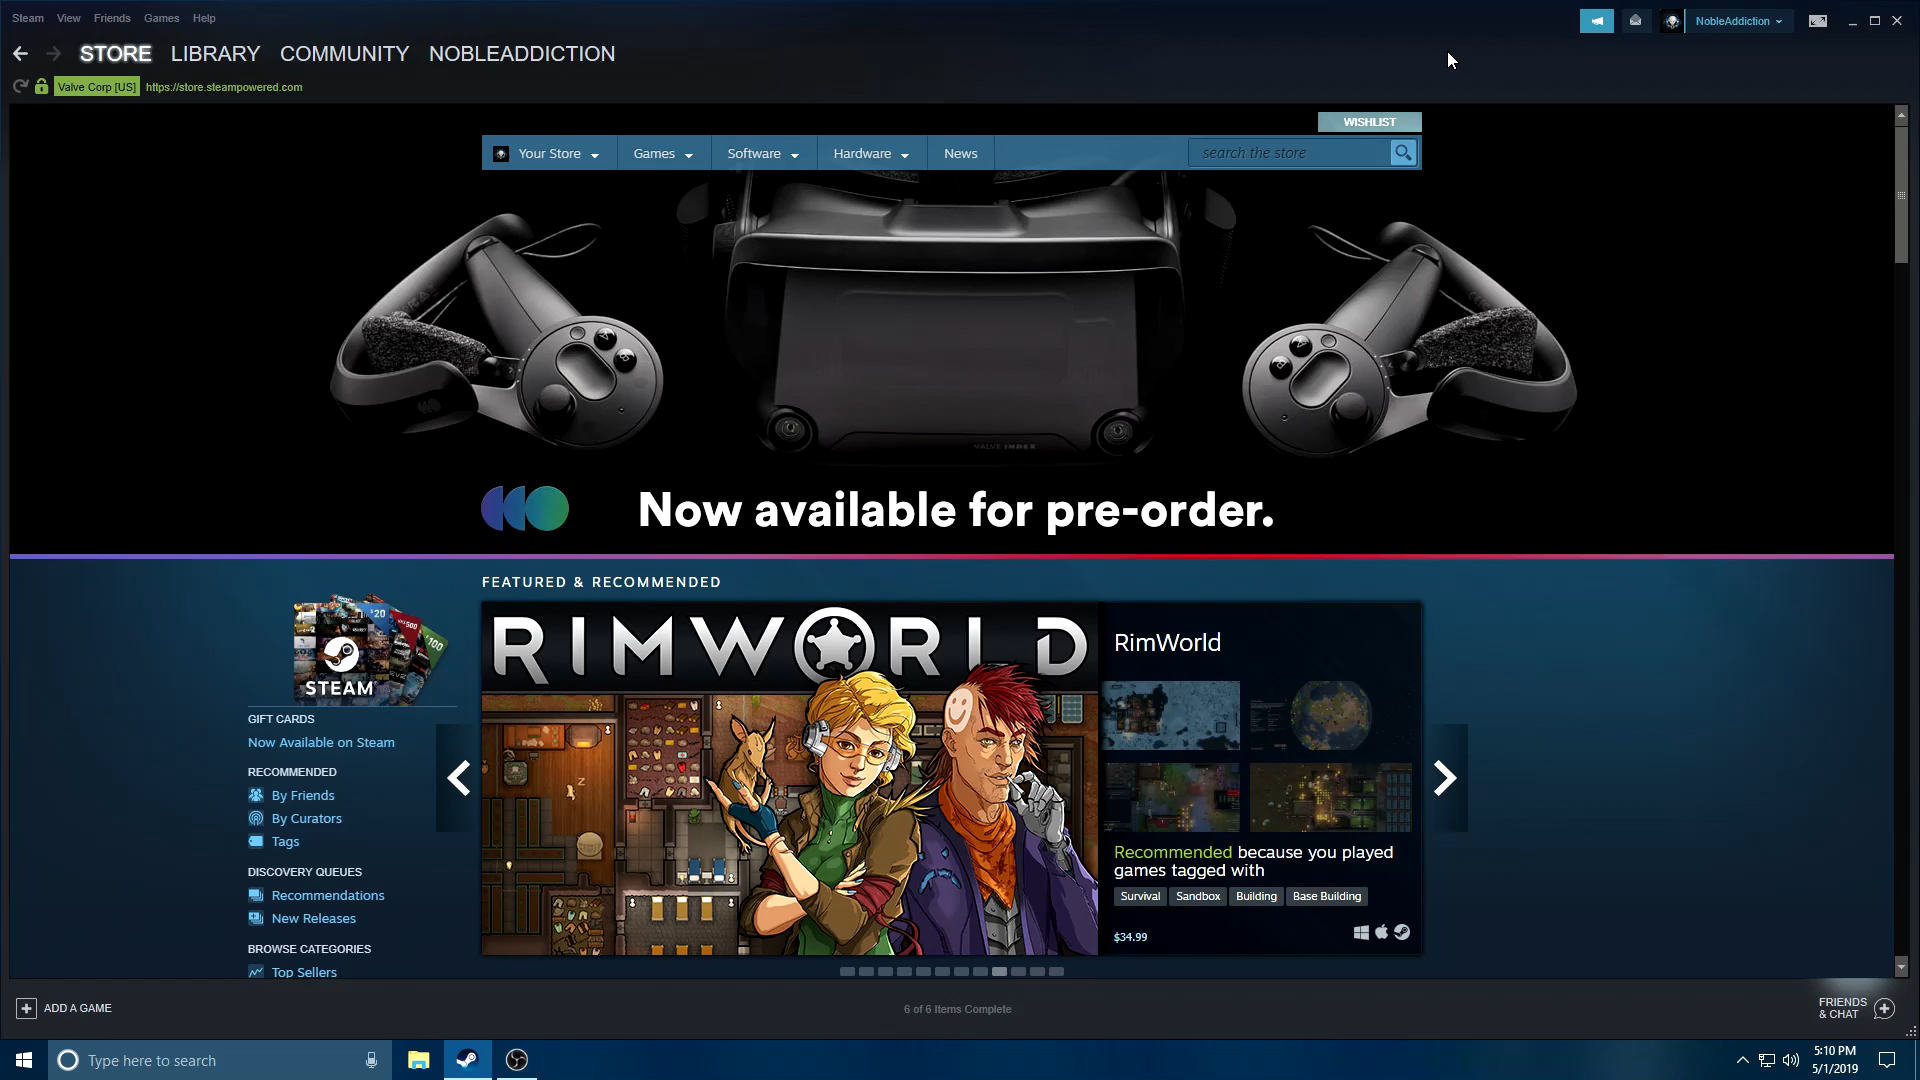 Steam View Friends Games Help
NobleAddiction
STORE LIBRARY COMMUNITY NOBLEADDICTION
Valve Corp [US] https://store.steampowered.com
WISHLIST
Your Store Games Software Hardware News search the store
VALVE INDEX
Now available for pre-order.
FEATURED & RECOMMENDED
STEAM
GIFT CARDS
Now Available on Steam
RECOMMENDED
By Friends
By Curators
Tags
DISCOVERY QUEUES
Recommendations
New Releases
BROWSE CATEGORIES
Top Sellers
RIMWORLD
RimWorld
Recommended because you played
games tagged with
Survival Sandbox Building Base Building
$34.99
ADD A GAME
6 of 6 Items Complete
FRIENDS
& CHAT
Type here to search
5:10 PM
5/1/2019